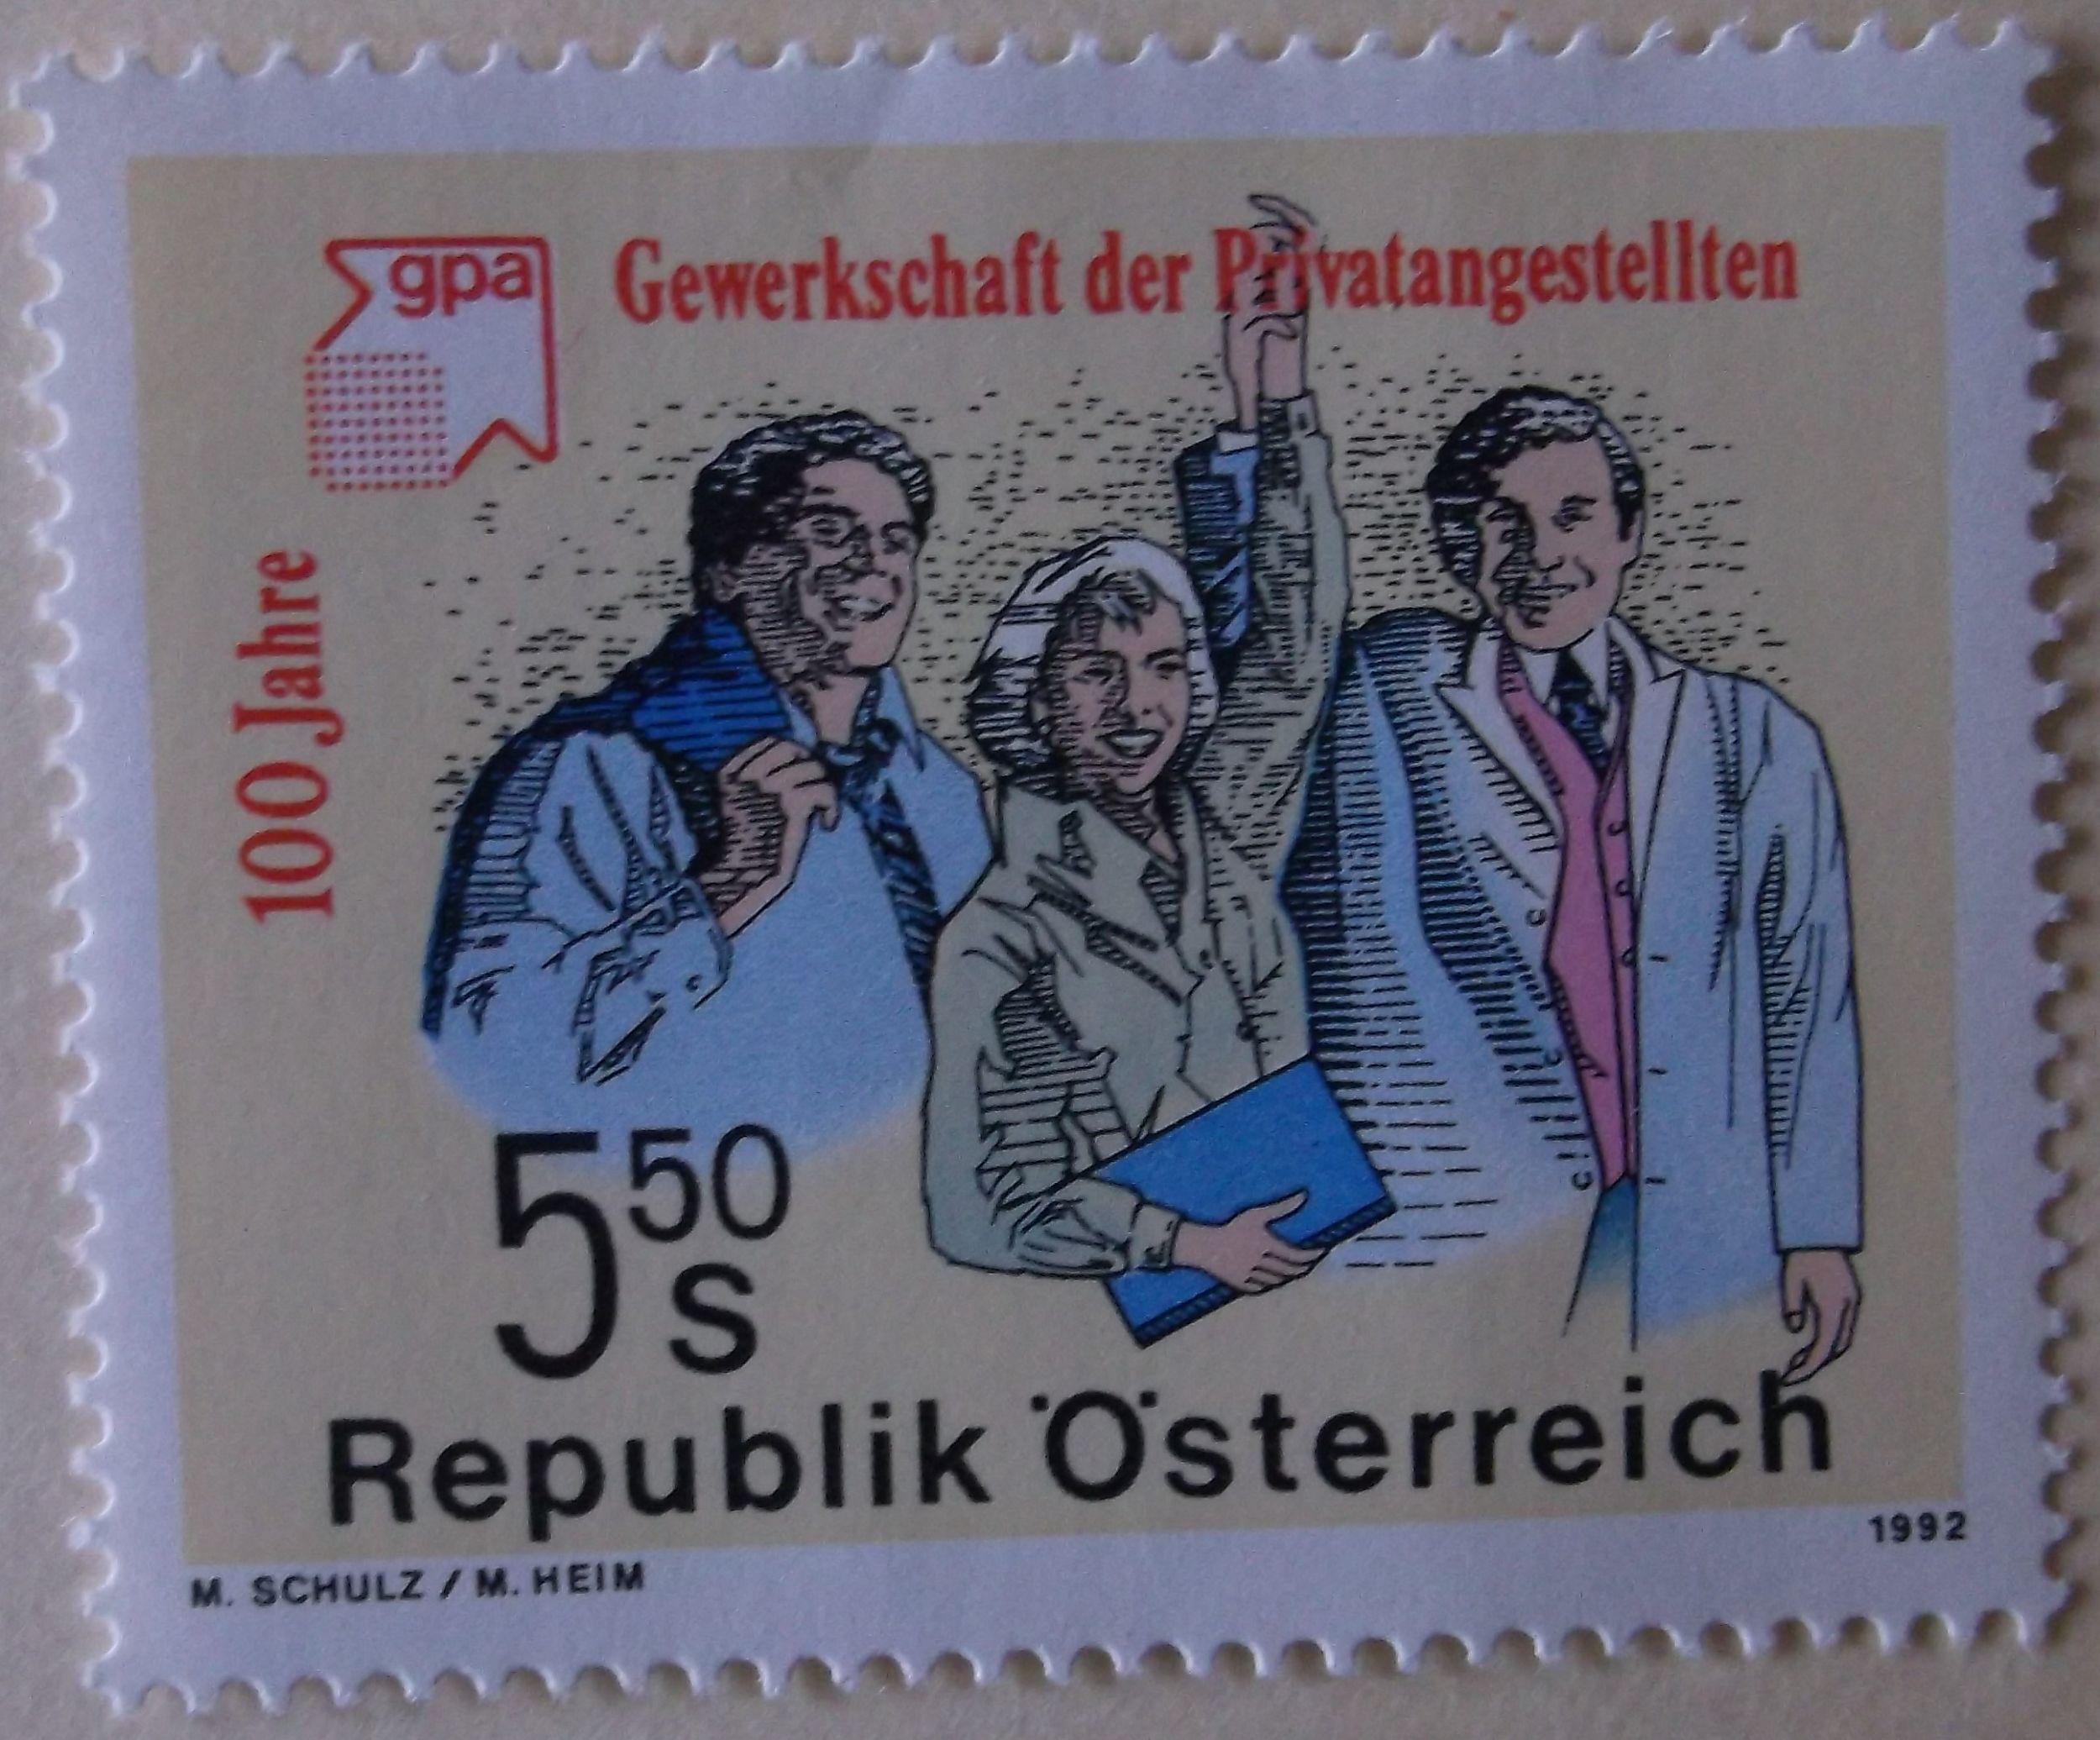 gpa
Gewerkschaft der Privatangestellten
100 Jahre
5 50
s
Republik Österreich
1992
M. SCHULZ / M. HEIM